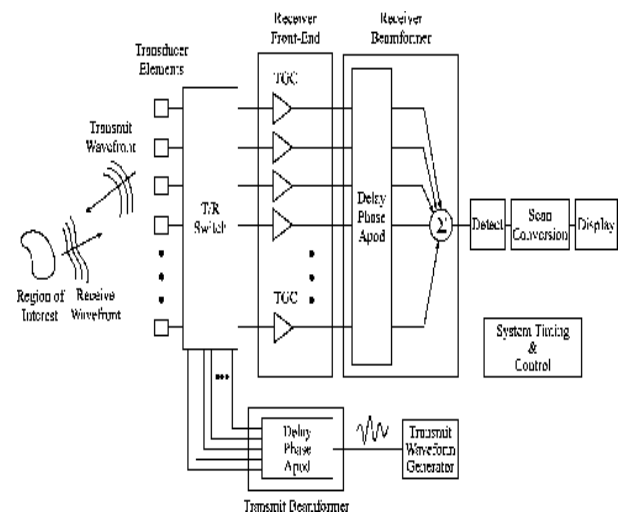 Receiver
Front-End
Receiver
Beamformer
Transducer
Elements
TGC
Transmit
Wavefront
T/R
Switch
Delay
Phase
Apod
Σ
Detect
Scan
Conversion
Display
Region of
Interest
Receive
Wavefront
TGC
System Timing
&
Control
Delay
Phase
Apod
Transmit
Waveform
Generator
Transmit Beamformer